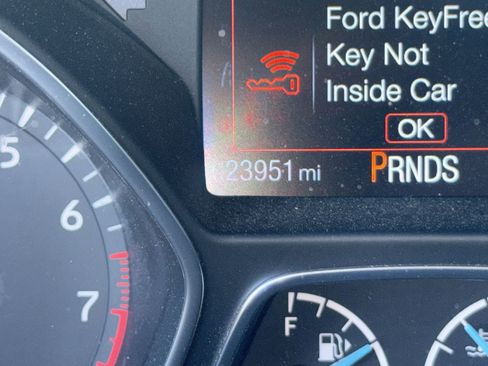 Ford KeyFree
Key Not
Inside Car
OK
23951 mi PRNDS
5
6
7
F